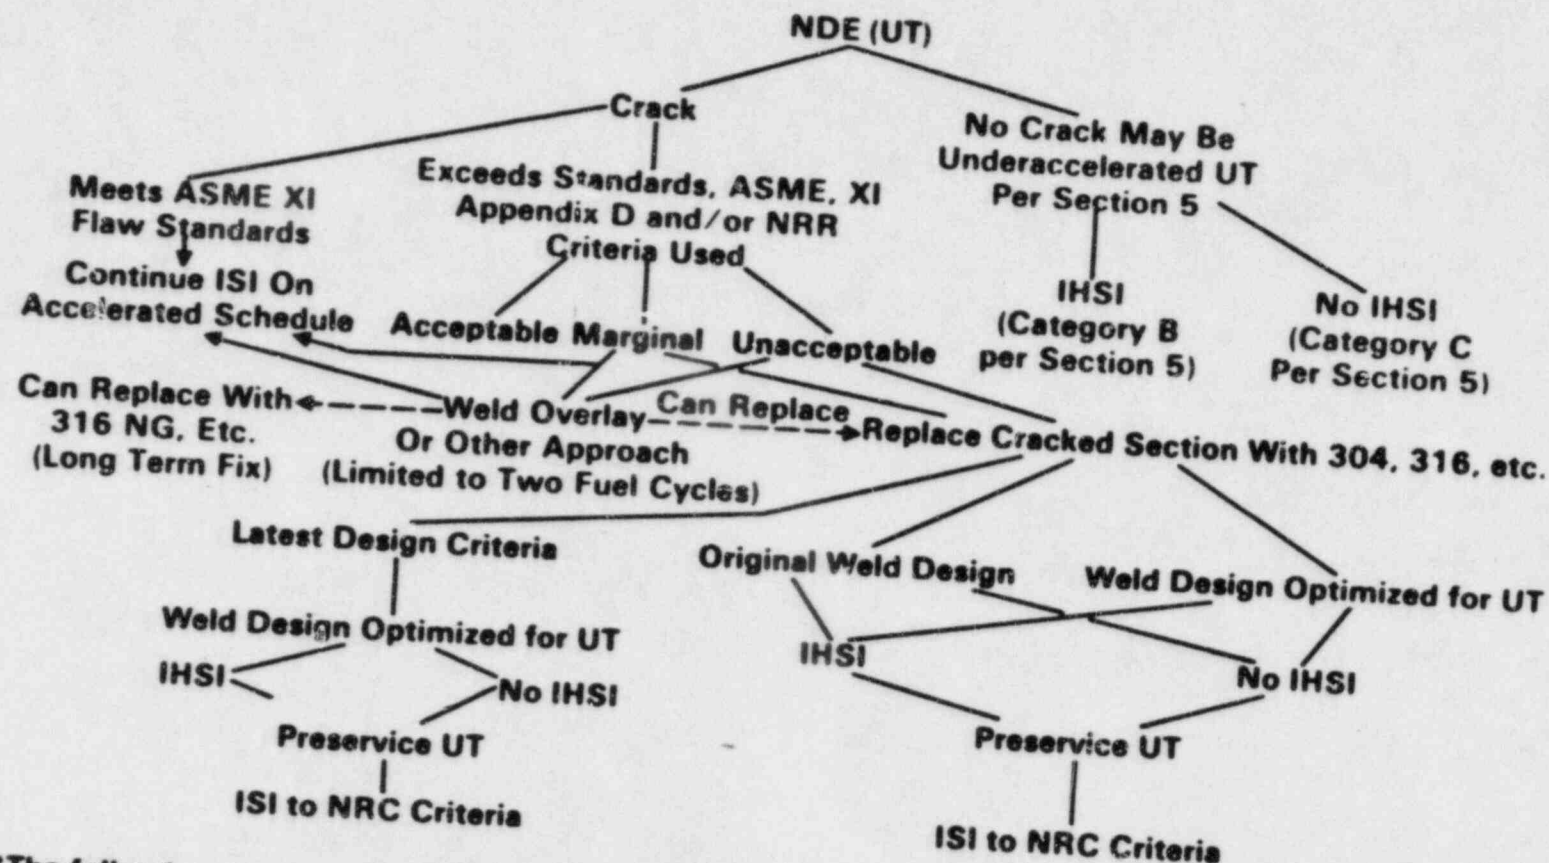 NDE (UT)
Crack
No Crack May Be
Underaccelerated UT
Per Section 5
Meets ASME XI
Flaw Standards
Exceeds Standards, ASME, XI
Appendix D and/or NRR
Criteria Used
Continue ISI On
Accelerated Schedule
IHSI
(Category B
per Section 5)
No IHSI
(Category C
Per Section 5)
Acceptable Marginal Unacceptable
Can Replace With
316 NG, Etc.
(Long Term Fix)
Weld Overlay
Or Other Approach
(Limited to Two Fuel Cycles)
Can Replace
Replace Cracked Section With 304, 316, etc.
Latest Design Criteria
Original Weld Design
Weld Design Optimized for UT
Weld Design Optimized for UT
IHSI
No IHSI
IHSI
No IHSI
Preservice UT
Preservice UT
ISI to NRC Criteria
ISI to NRC Criteria